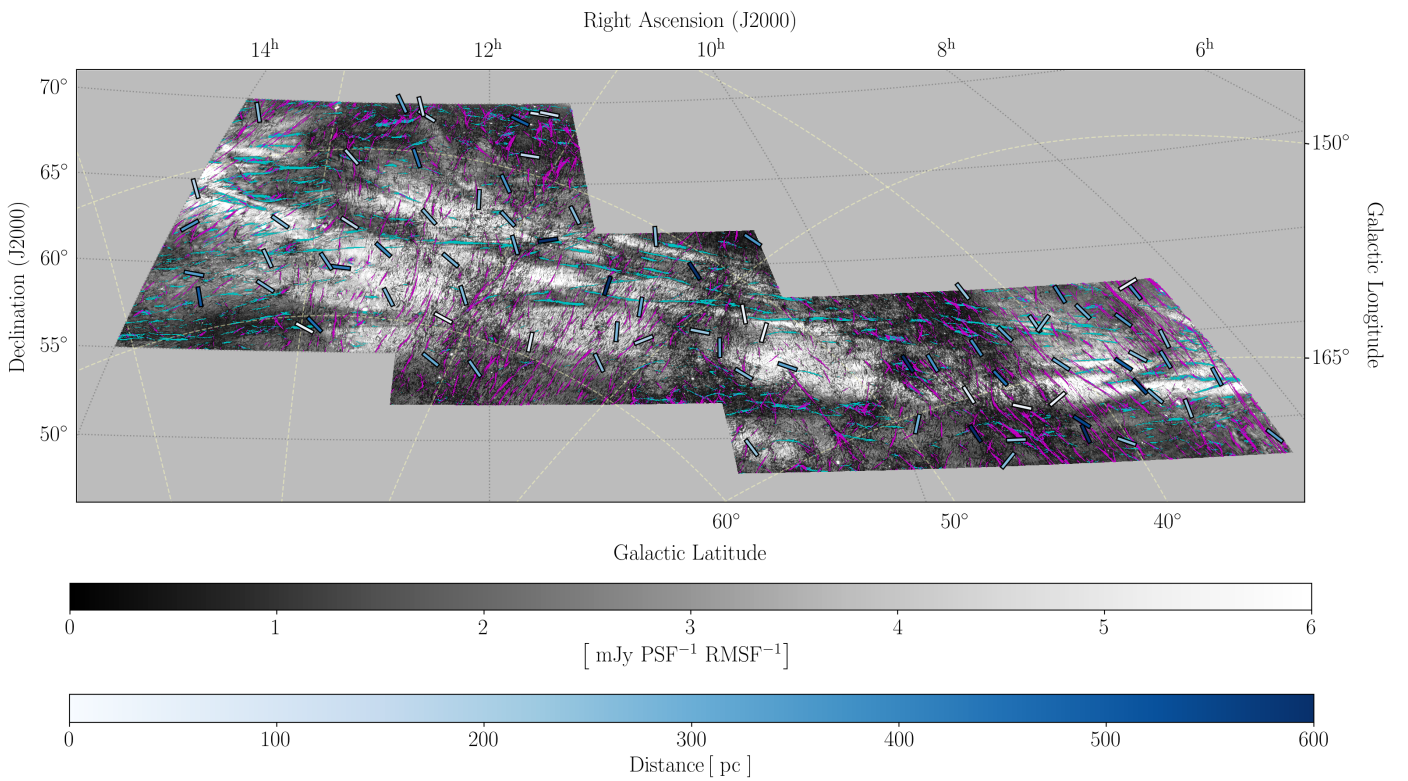 Right Ascension (J2000)
14ʰ 12ʰ 10ʰ 8ʰ 6ʰ
70°
65°
60°
55°
50°
Declination (J2000)
150°
165°
Galactic Longitude
60° 50° 40°
Galactic Latitude
0 1 2 3 4 5 6
[ mJy PSF⁻¹ RMSF⁻¹]
0 100 200 300 400 500 600
Distance [ pc ]